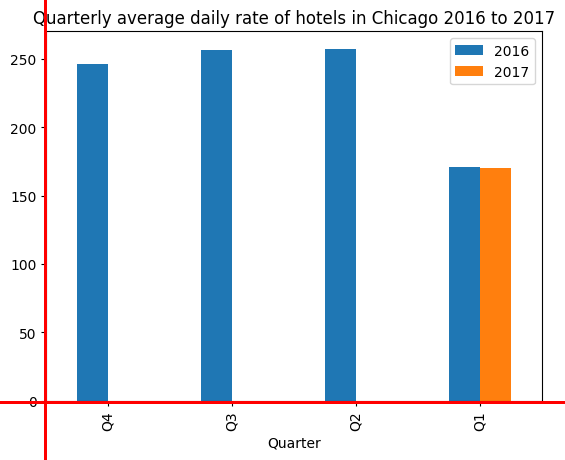 Quarterly average daily rate of hotels in Chicago 2016 to 2017
2016
2017
250
200
150
100
50
0
Q4
Q3
Q2
Q1
Quarter